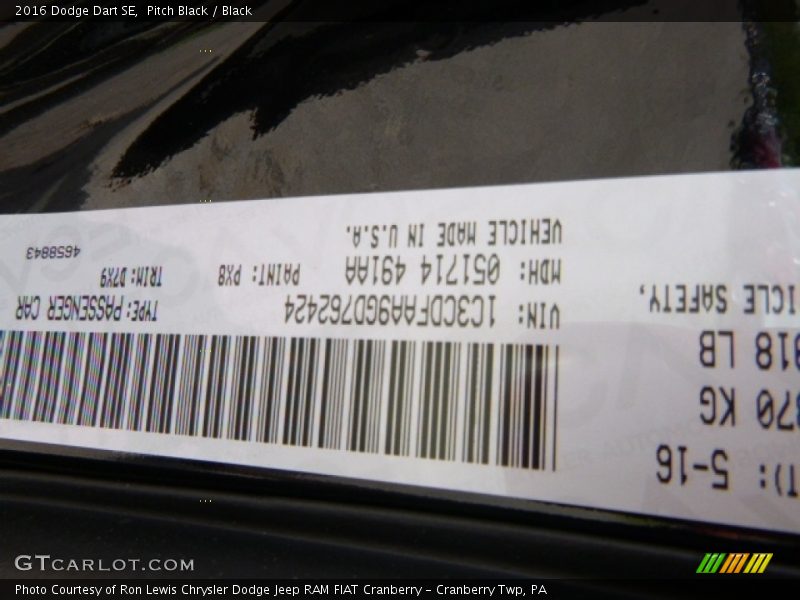 2016 Dodge Dart SE, Pitch Black / Black
T): 5-16
70 KG
18 LB
ICLE SAFETY,
VIN: 1C3CDFAA9GD762424 TYPE: PASSENGER CAR
MDH: 051714 491AA PAINT: PX8 TRIM: D7X9
VEHICLE MADE IN U.S.A. 4658843
GTCARLOT.COM
Photo Courtesy of Ron Lewis Chrysler Dodge Jeep RAM FIAT Cranberry – Cranberry Twp, PA